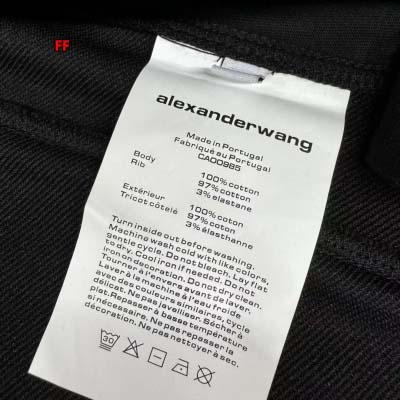 FF
alexanderwang
Made in Portugal
Fabriqué au Portugal
CA00985
Body 100% cotton
Rib 97% cotton
3% elastane
Extérieur 100% coton
Tricot côtelé 97% coton
3% élasthanne
Turn inside out before washing.
Machine wash cold with like colors,
gentle cycle. Do not bleach. Lay flat
to dry. Cool iron if needed. Do not
iron on decoration. Do not dry clean.
Tourner à l'envers avant de laver.
Laver à la machine à l'eau froide
avec des couleurs similaires, cycle
délicat. Ne pas javelliser. Sécher à
plat. Repasser à basse température
si nécessaire. Ne pas repasser la
décoration. Ne pas nettoyer à sec.
30